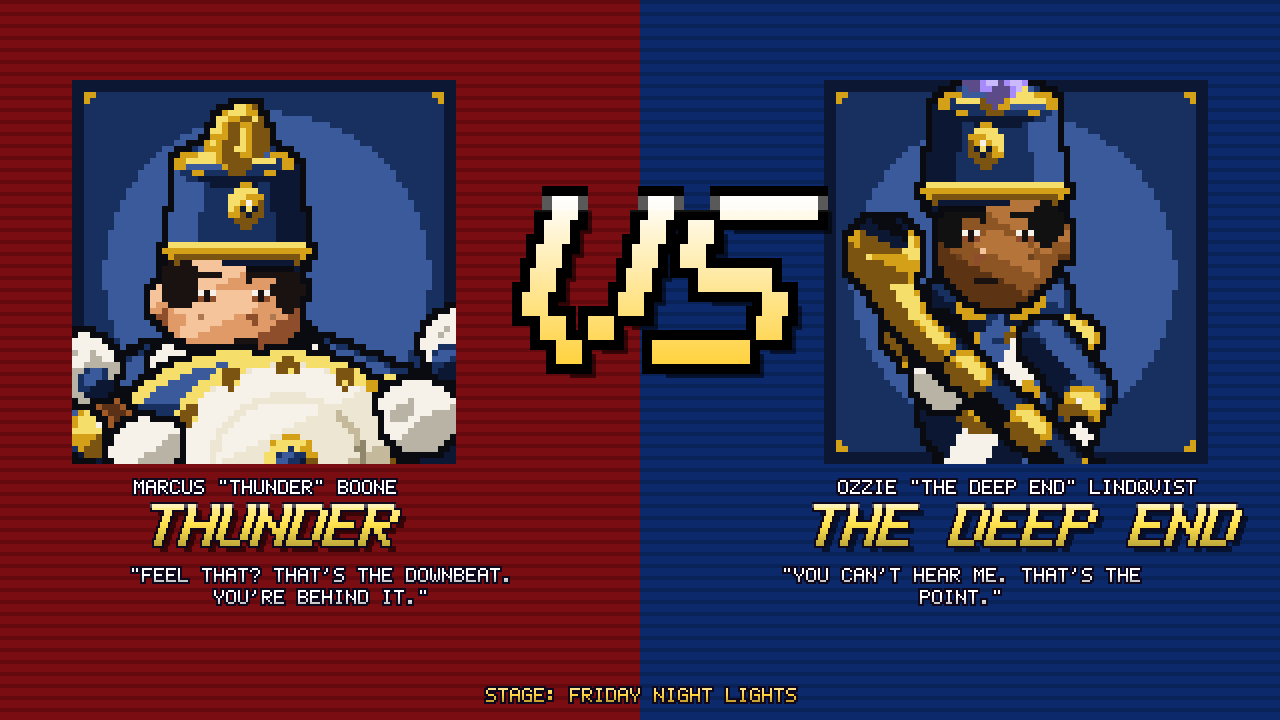 VS
MARCUS "THUNDER" BOONE
THUNDER
"FEEL THAT? THAT'S THE DOWNBEAT.
YOU'RE BEHIND IT."
OZZIE "THE DEEP END" LINDQVIST
THE DEEP END
"YOU CAN'T HEAR ME. THAT'S THE
POINT."
STAGE: FRIDAY NIGHT LIGHTS